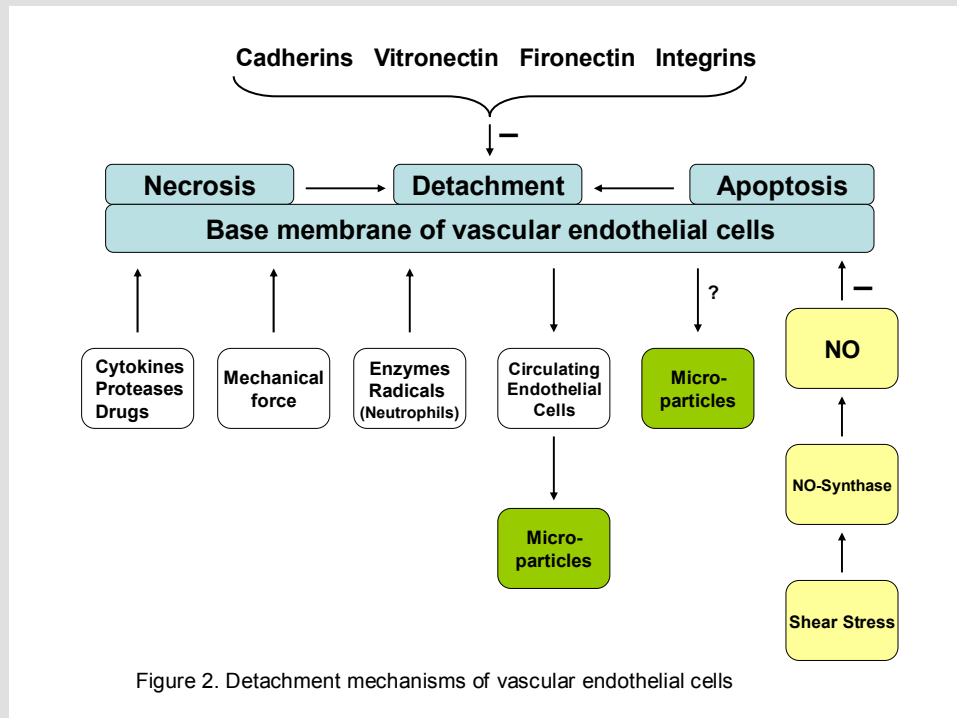 Cadherins Vitronectin Fironectin Integrins
–
Necrosis Detachment Apoptosis
Base membrane of vascular endothelial cells
?
–
Cytokines
Proteases
Drugs
Mechanical
force
Enzymes
Radicals
(Neutrophils)
Circulating
Endothelial
Cells
Micro-
particles
NO
NO-Synthase
Micro-
particles
Shear Stress
Figure 2. Detachment mechanisms of vascular endothelial cells